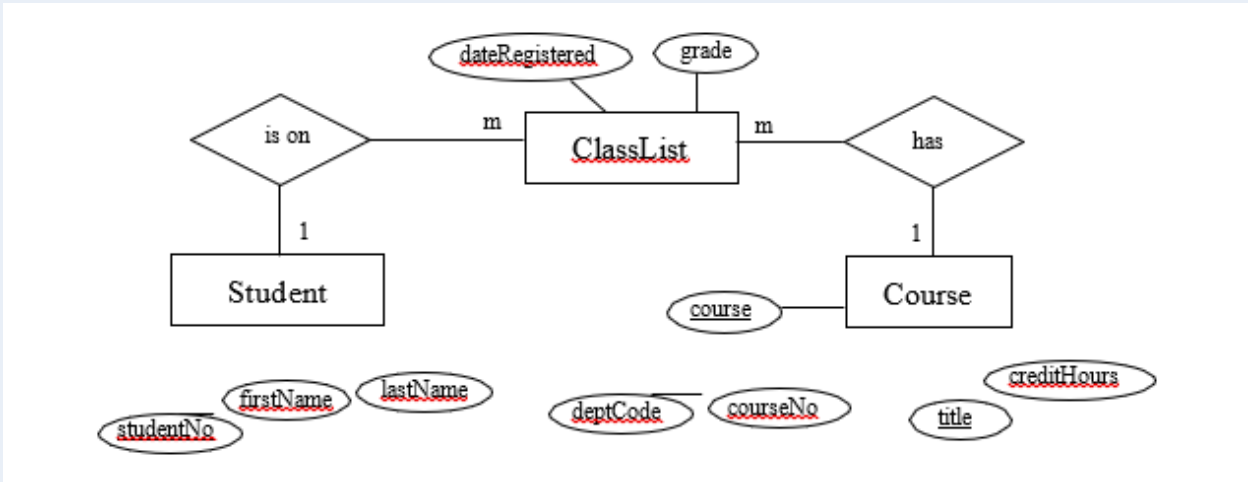 dateRegistered
grade
is on
m
ClassList
m
has
1
1
Student
Course
course
firstName
lastName
studentNo
deptCode
courseNo
creditHours
title